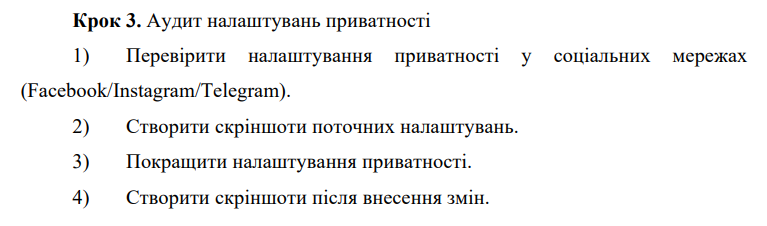 Крок 3. Аудит налаштувань приватності
1) Перевірити налаштування приватності у соціальних мережах
(Facebook/Instagram/Telegram).
2) Створити скріншоти поточних налаштувань.
3) Покращити налаштування приватності.
4) Створити скріншоти після внесення змін.